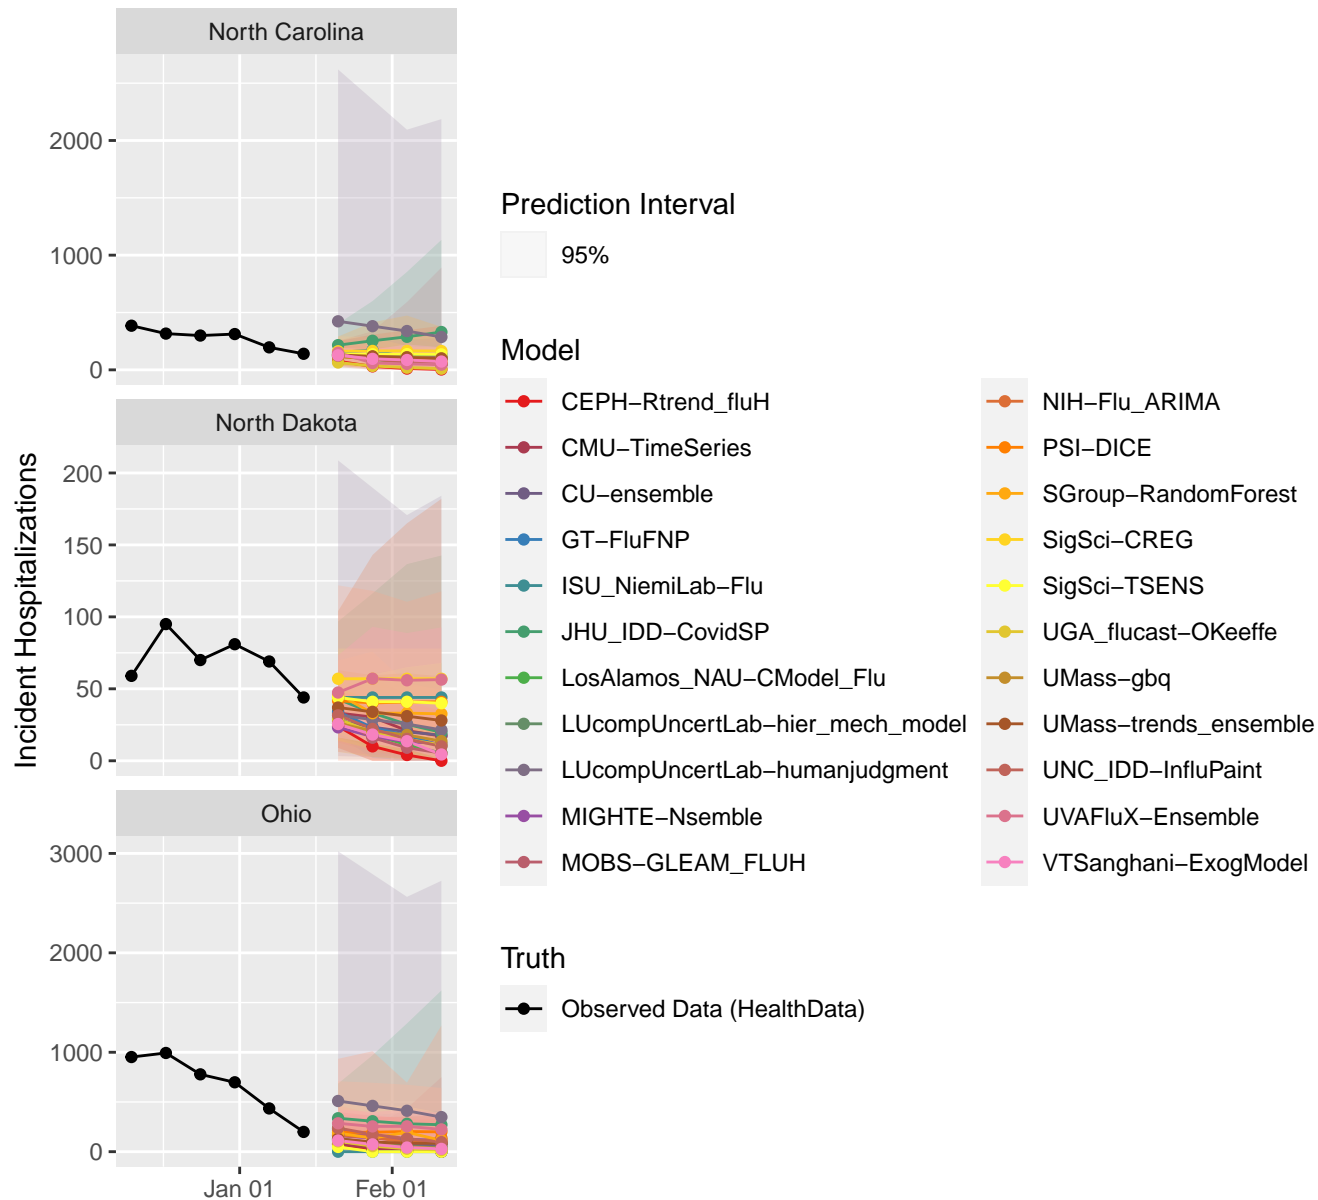 North Carolina
2000
1000
0
North Dakota
200
150
100
50
0
Ohio
3000
2000
1000
0
Jan 01
Feb 01
Incident Hospitalizations
Prediction Interval
95%
Model
CEPH−Rtrend_fluH
CMU−TimeSeries
CU−ensemble
GT−FluFNP
ISU_NiemiLab−Flu
JHU_IDD−CovidSP
LosAlamos_NAU−CModel_Flu
LUcompUncertLab−hier_mech_model
LUcompUncertLab−humanjudgment
MIGHTE−Nsemble
MOBS−GLEAM_FLUH
NIH−Flu_ARIMA
PSI−DICE
SGroup−RandomForest
SigSci−CREG
SigSci−TSENS
UGA_flucast−OKeeffe
UMass−gbq
UMass−trends_ensemble
UNC_IDD−InfluPaint
UVAFluX−Ensemble
VTSanghani−ExogModel
Truth
Observed Data (HealthData)